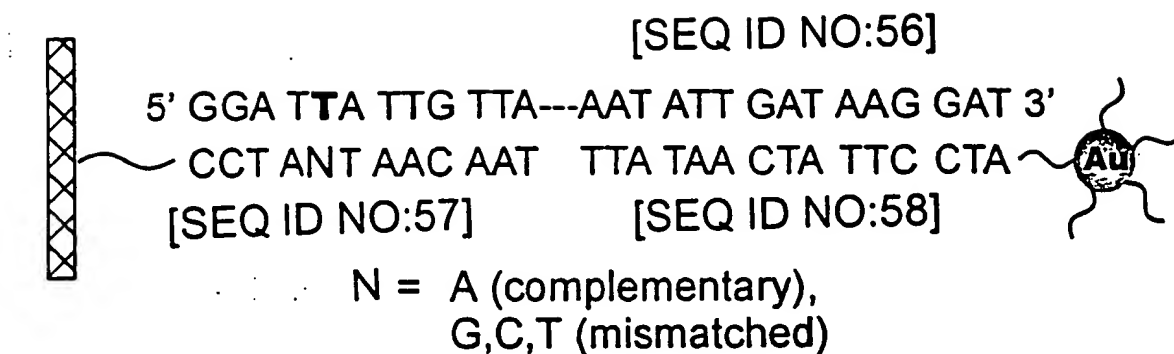 [SEQ ID NO:56]
5' GGA TTA TTG TTA---AAT ATT GAT AAG GAT 3'
CCT ANT AAC AAT TTA TAA CTA TTC CTA
Au
[SEQ ID NO:57] [SEQ ID NO:58]
N = A (complementary),
G,C,T (mismatched)